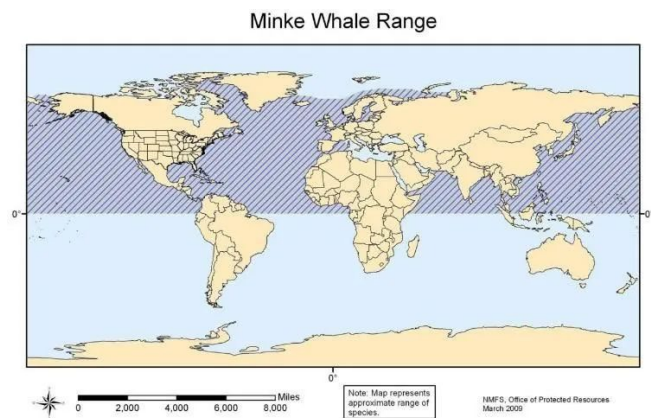 Minke Whale Range
0°
0°
0°
Miles
0 2,000 4,000 6,000 8,000
Note: Map represents
approximate range of
species.
NMFS, Office of Protected Resources
March 2009